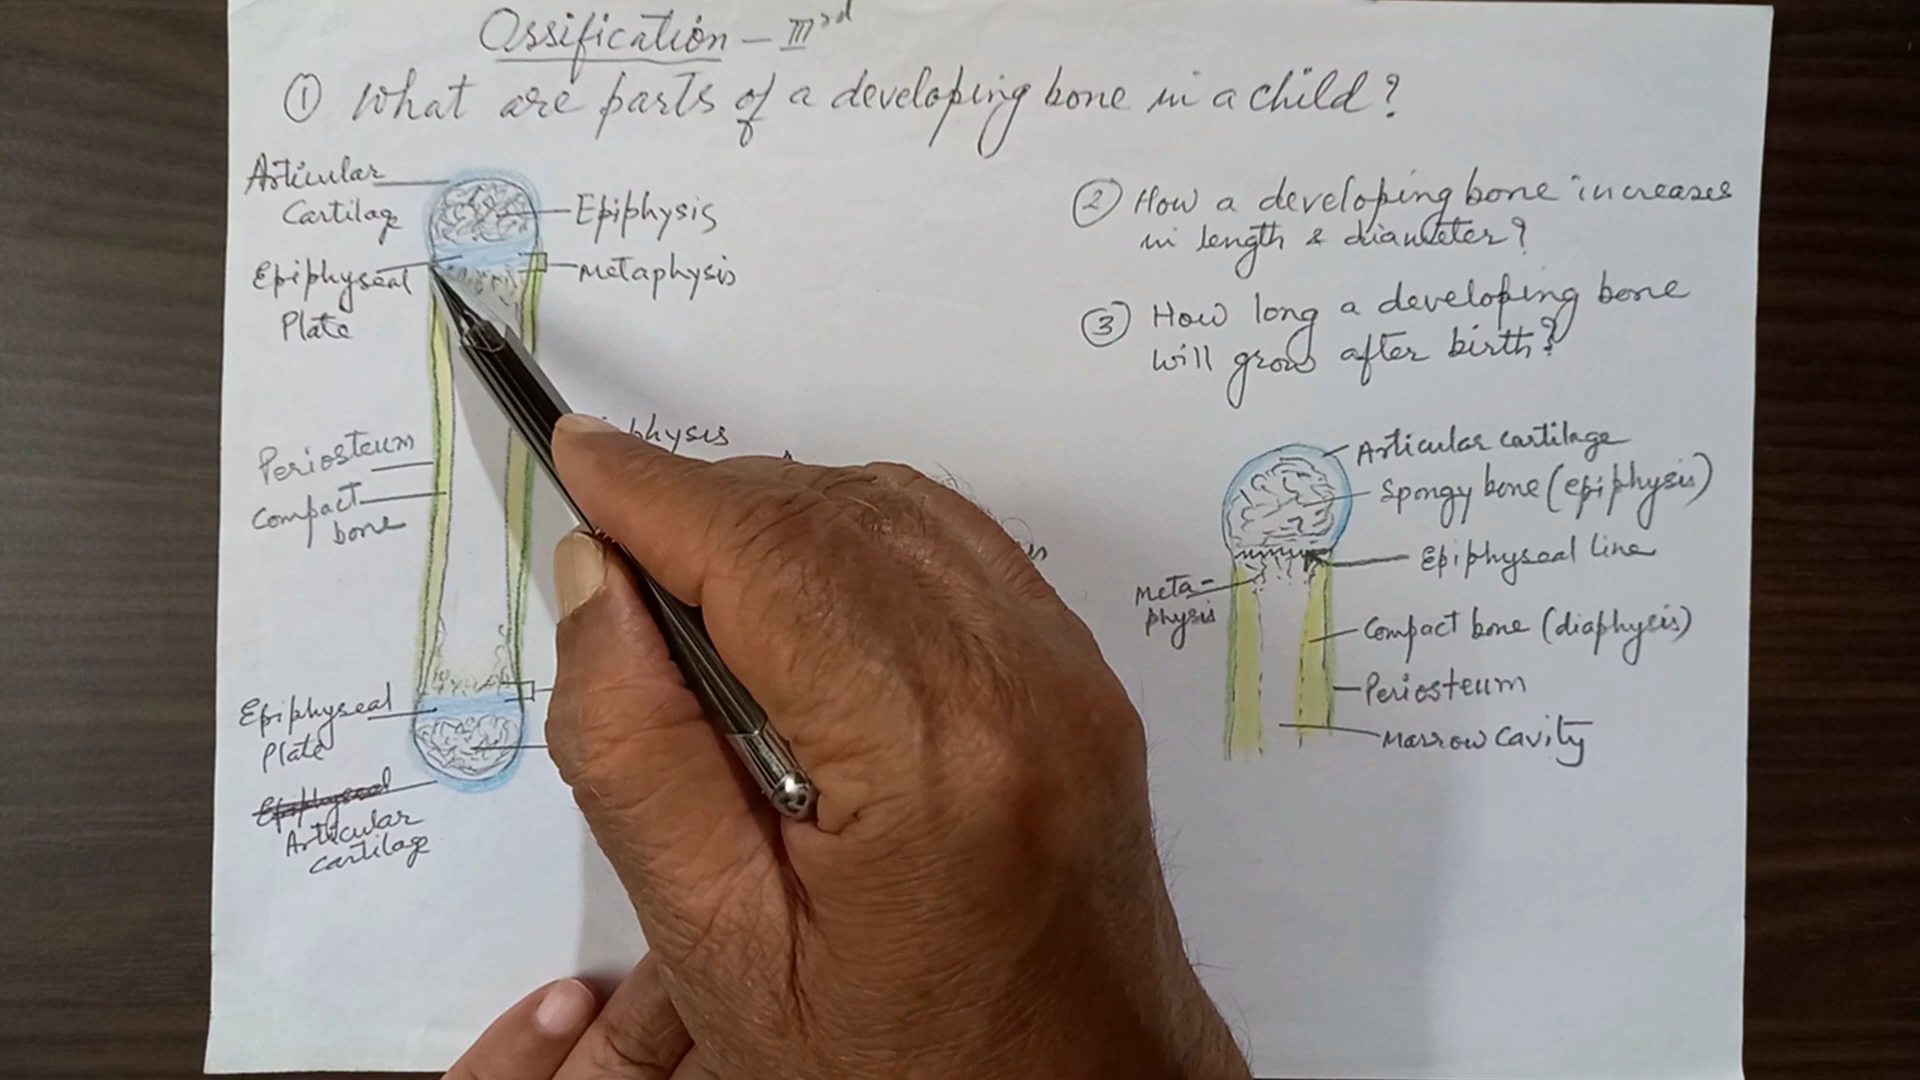 Ossification - IIIrd
① What are parts of a developing bone in a child?
Articular
Cartilage
Epiphysis
Epiphyseal
Plate
Metaphysis
Periosteum
Compact
bone
Epiphyseal
Plate
Epiphyseal
Articular
cartilage
② How a developing bone increases
in length & diameter?
③ How long a developing bone
will grow after birth?
Articular cartilage
Spongy bone (epiphysis)
Epiphyseal line
Meta-
physis
Compact bone (diaphysis)
Periosteum
Marrow cavity